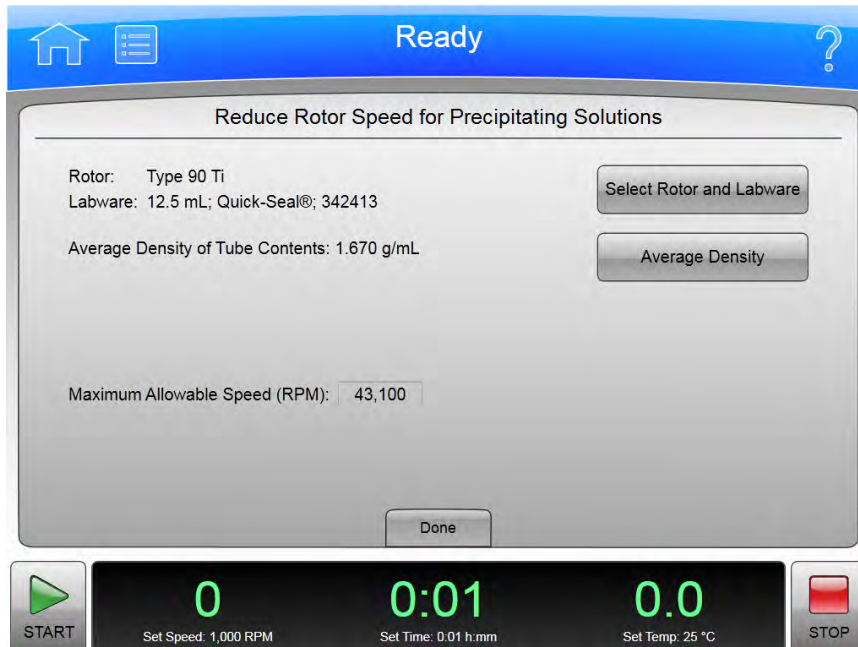 Ready
?
Reduce Rotor Speed for Precipitating Solutions
Rotor: Type 90 Ti
Labware: 12.5 mL; Quick-Seal®; 342413
Select Rotor and Labware
Average Density of Tube Contents: 1.670 g/mL
Average Density
Maximum Allowable Speed (RPM): 43,100
Done
START
0
Set Speed: 1,000 RPM
0:01
Set Time: 0:01 h:mm
0.0
Set Temp: 25 °C
STOP